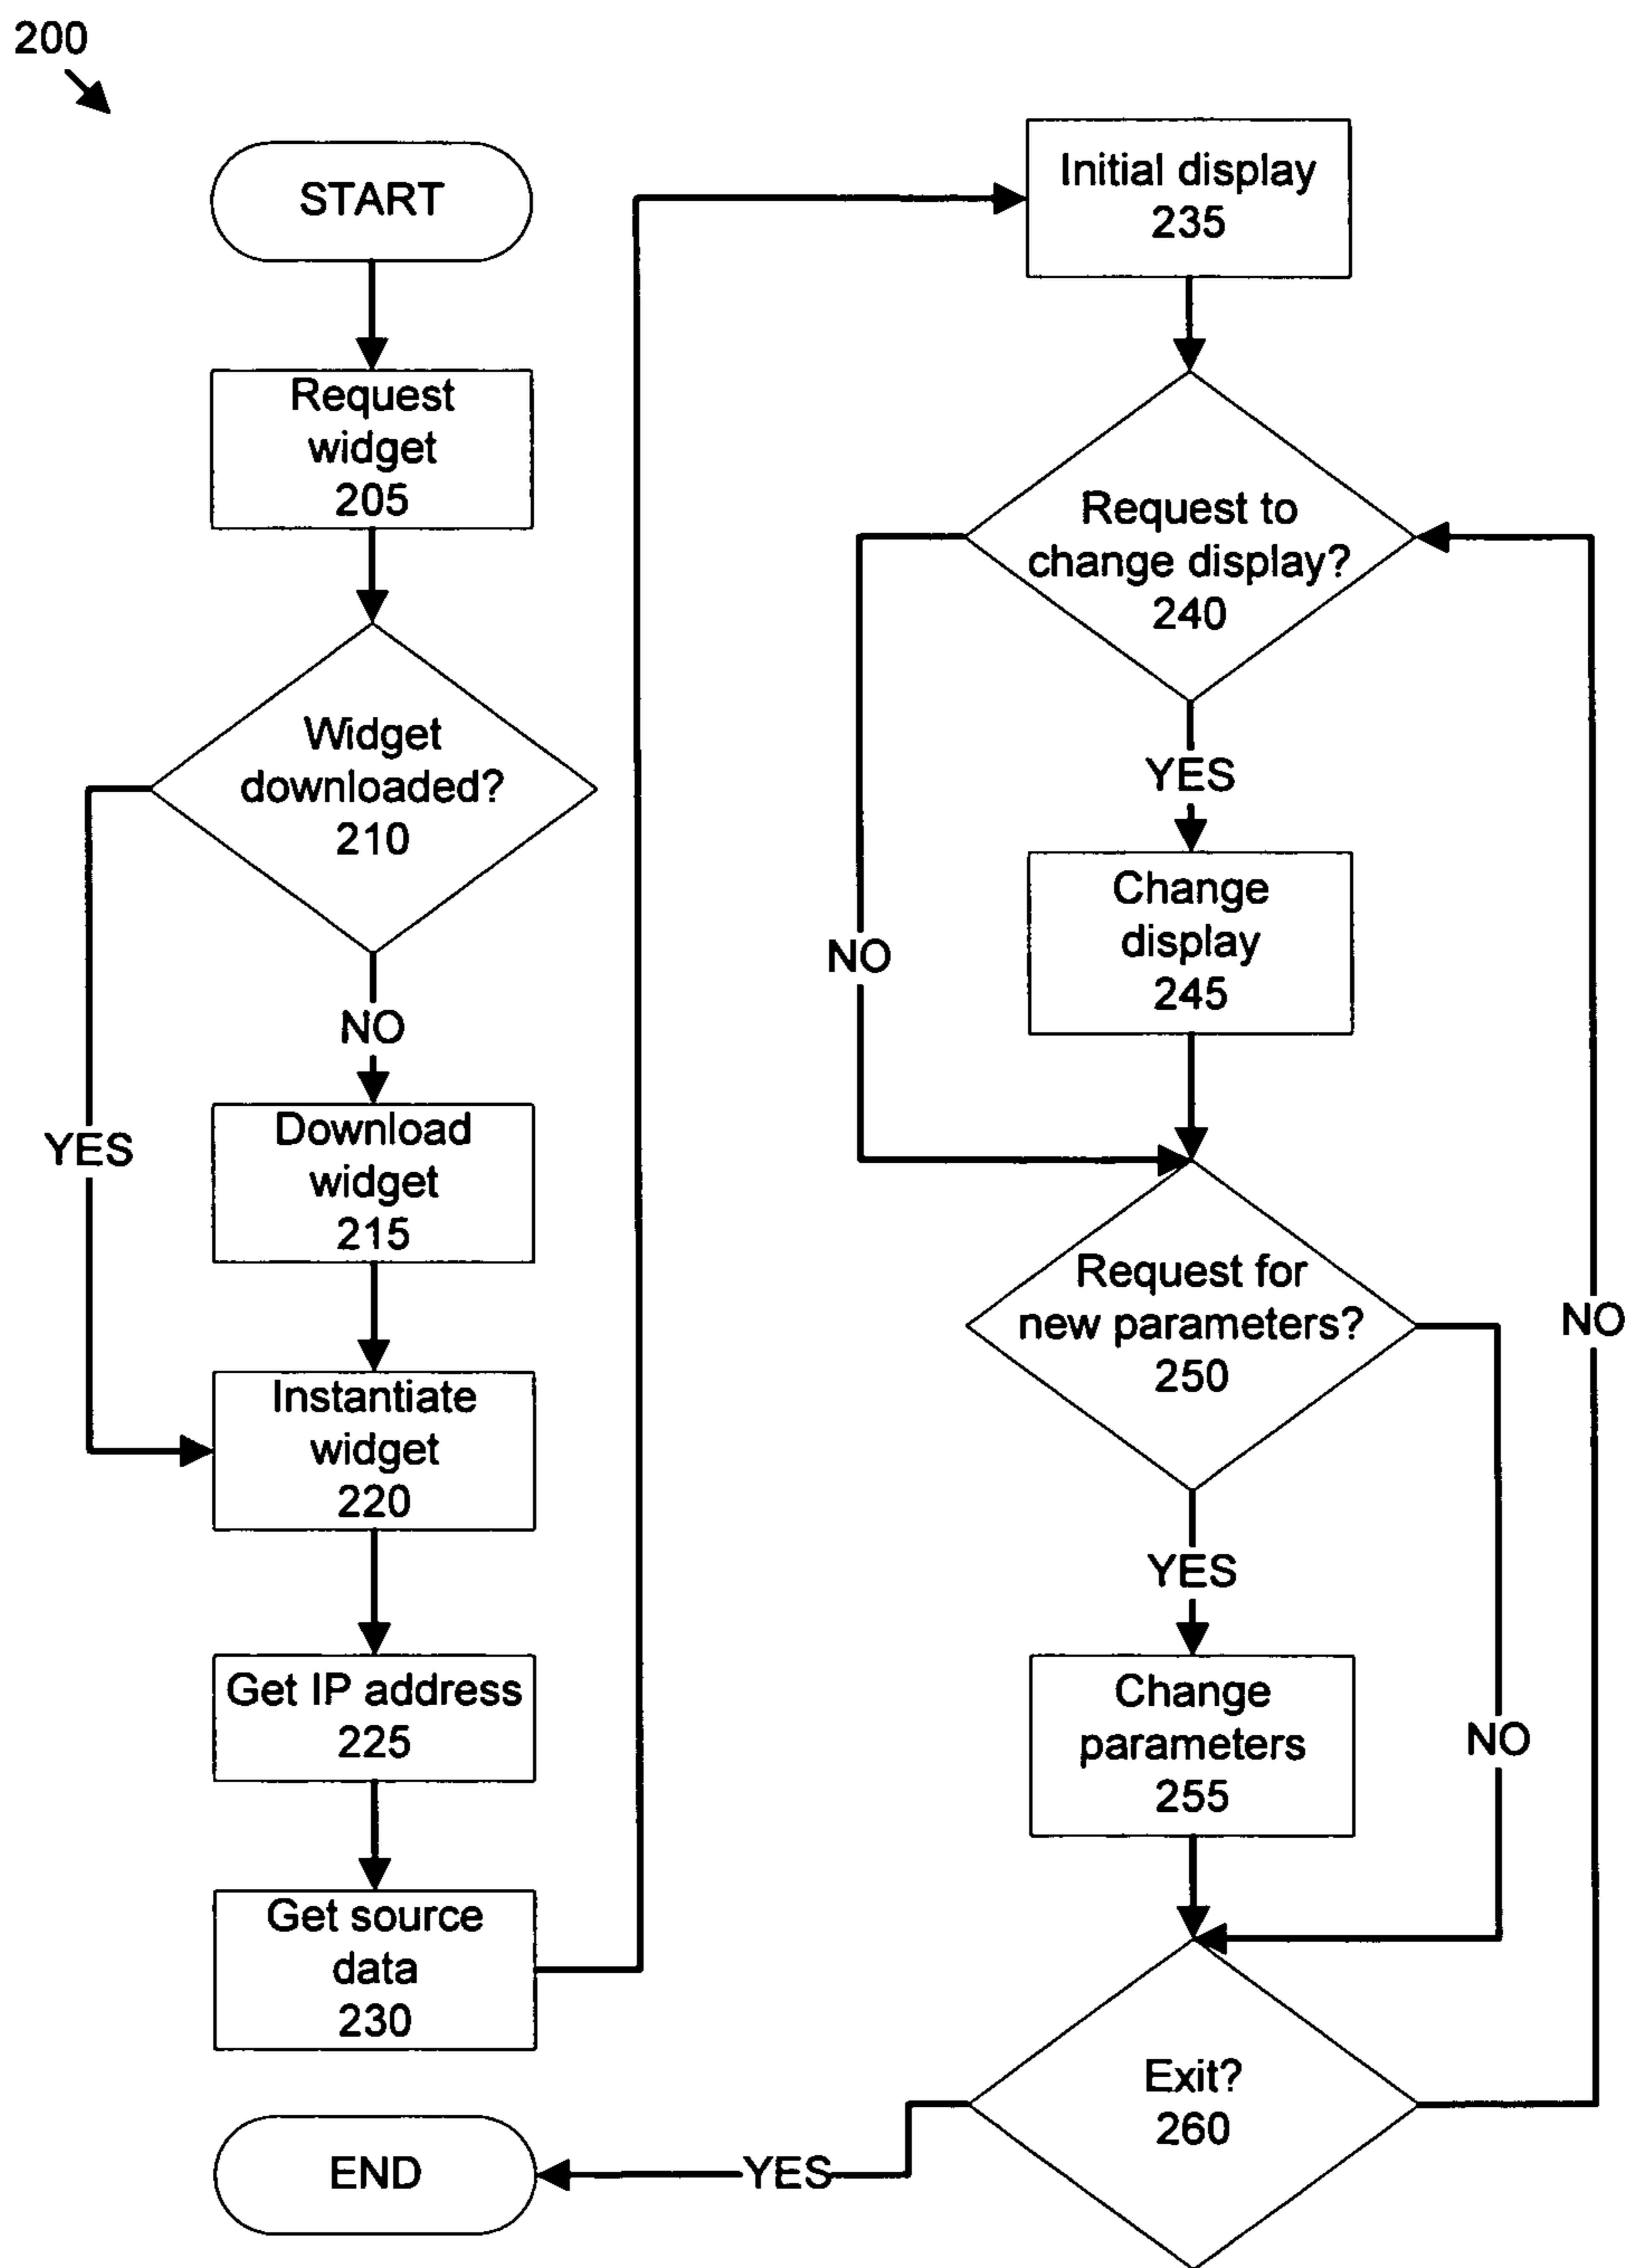 200
START
Request
widget
205
Widget
downloaded?
210
NO
YES
Download
widget
215
Instantiate
widget
220
Get IP address
225
Get source
data
230
END
Initial display
235
Request to
change display?
240
YES
NO
Change
display
245
Request for
new parameters?
250
NO
YES
Change
parameters
255
NO
Exit?
260
YES